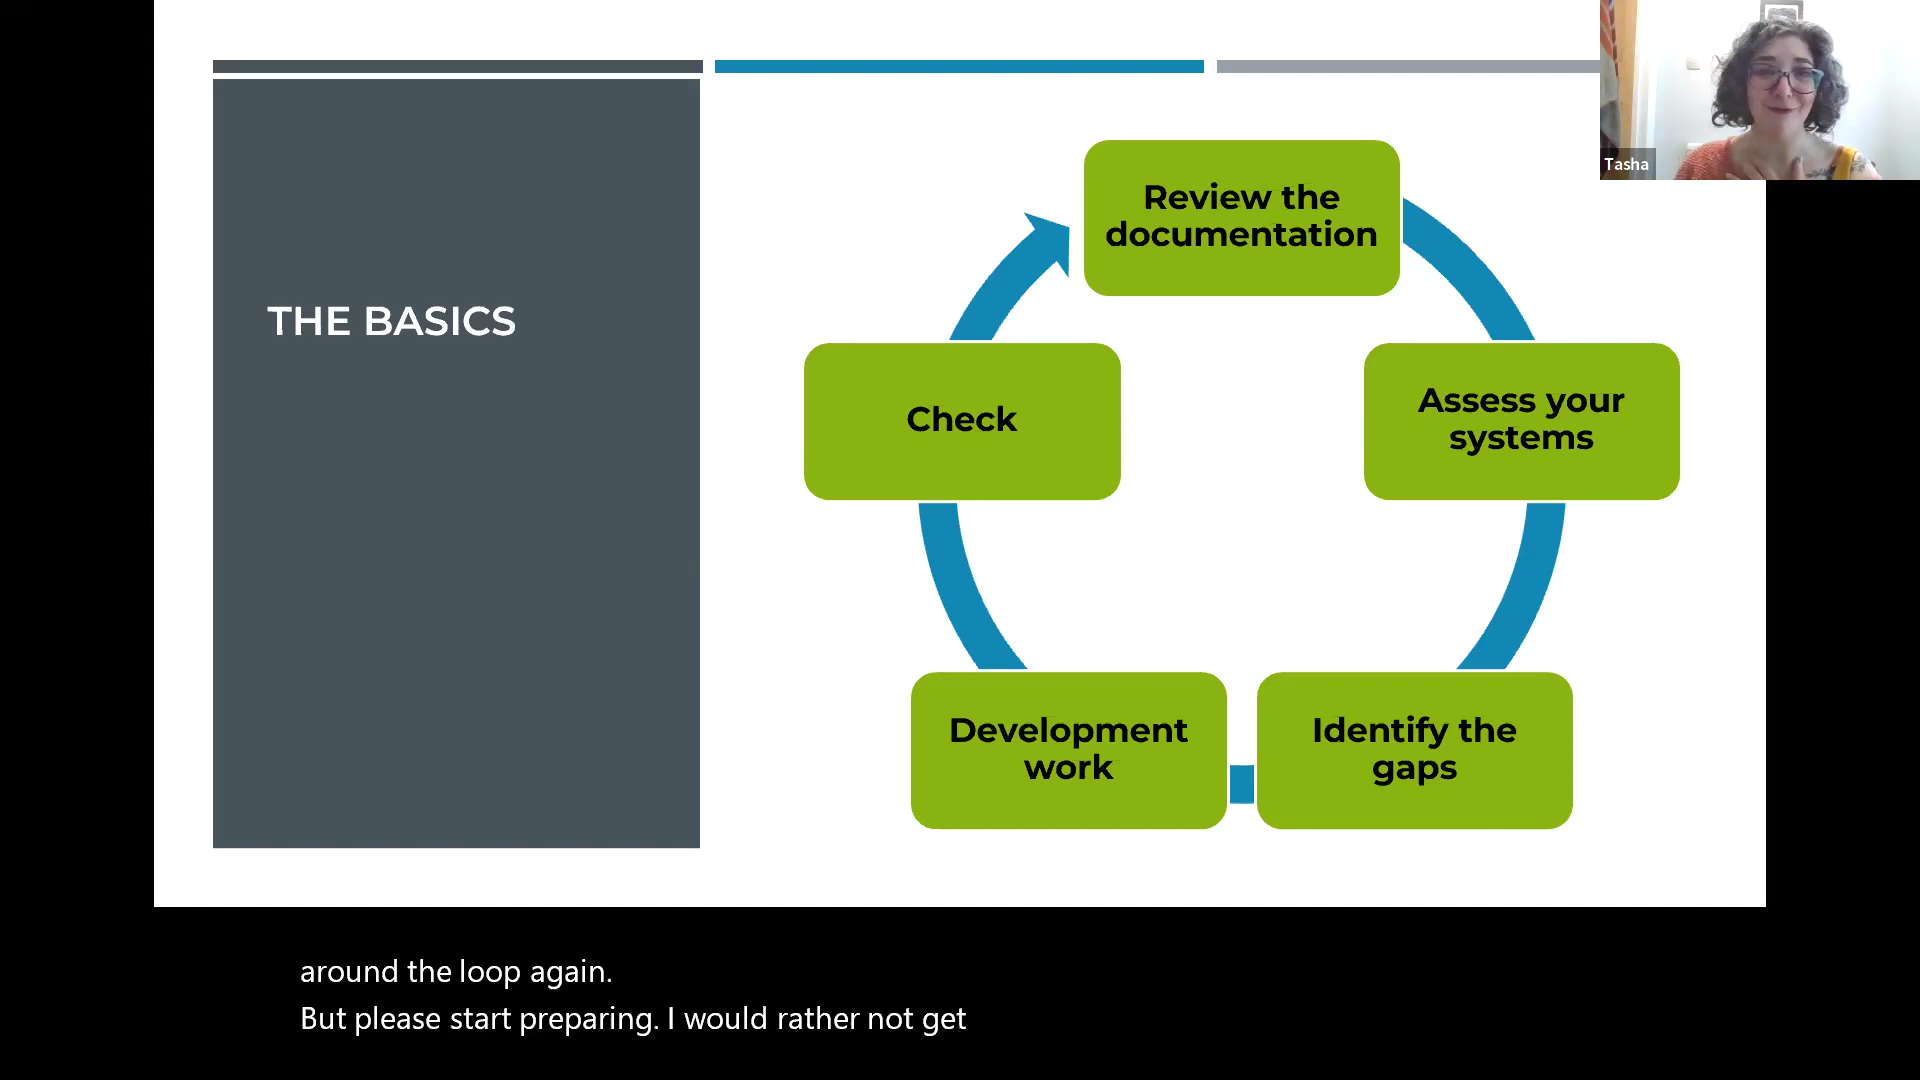 THE BASICS
Review the
documentation
Assess your
systems
Identify the
gaps
Development
work
Check
Tasha
around the loop again.
But please start preparing. I would rather not get